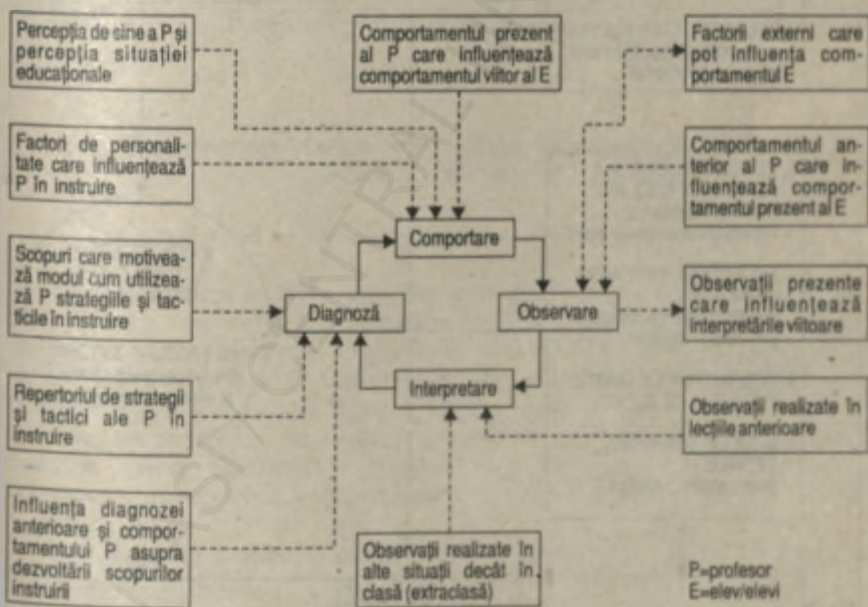 Percepția de sine a P și
percepția situației
educaționale
Comportamentul prezent
al P care influențează
comportamentul viitor al E
Factorii externi care
pot influența com-
portamentul E
Factori de personali-
tate care influențează
P în instruire
Comportamentul an-
terior al P care in-
fluențează compor-
tamentul prezent al E
Comportare
Scopuri care motivea-
ză modul cum utilizea-
ză P strategiile și tac-
ticile în instruire
Diagnoză
Observare
Observații prezente
care influențează
interpretările viitoare
Interpretare
Repertoriul de strategii
și tactici ale P în
instruire
Observații realizate în
lecțiile anterioare
Influența diagnozei
anterioare și compor-
tamentului P asupra
dezvoltării scopurilor
instruirii
Observații realizate în
alte situații decât în
clasă (extraclasă)
P=profesor
E=elev/elevi